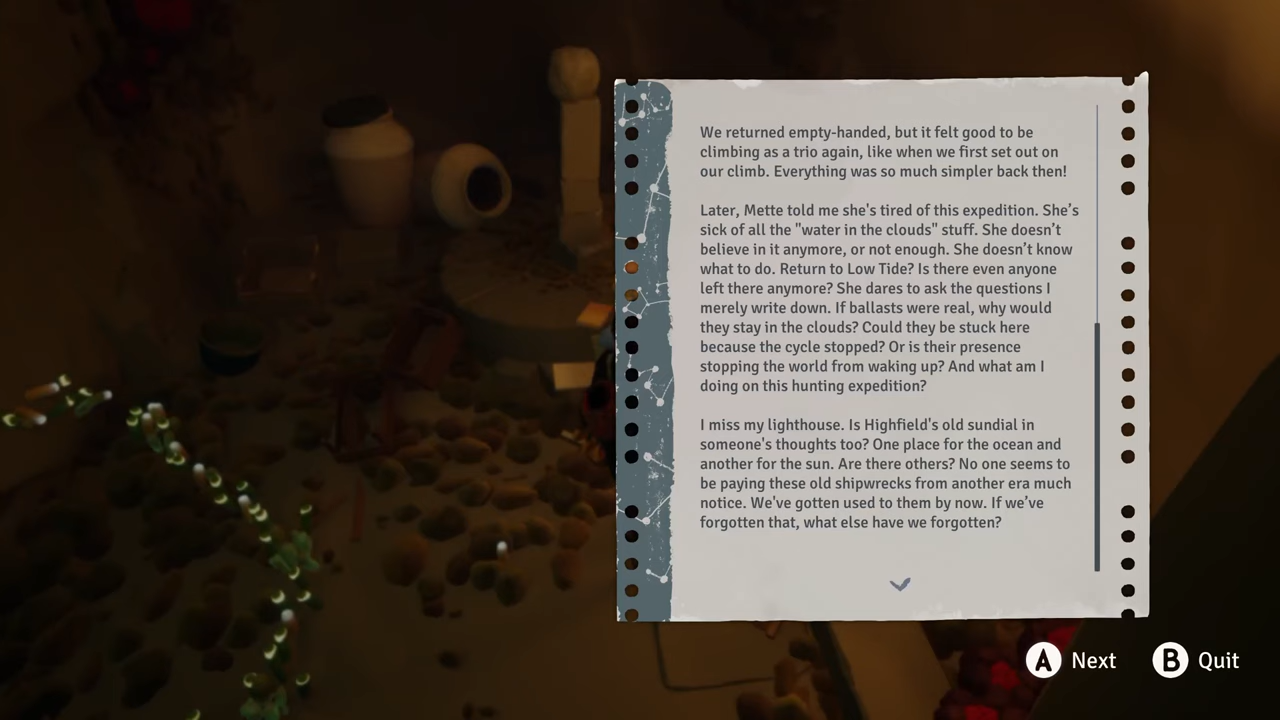 We returned empty-handed, but it felt good to be
climbing as a trio again, like when we first set out on
our climb. Everything was so much simpler back then!
Later, Mette told me she's tired of this expedition. She’s
sick of all the "water in the clouds" stuff. She doesn’t
believe in it anymore, or not enough. She doesn’t know
what to do. Return to Low Tide? Is there even anyone
left there anymore? She dares to ask the questions I
merely write down. If ballasts were real, why would
they stay in the clouds? Could they be stuck here
because the cycle stopped? Or is their presence
stopping the world from waking up? And what am I
doing on this hunting expedition?
I miss my lighthouse. Is Highfield's old sundial in
someone's thoughts too? One place for the ocean and
another for the sun. Are there others? No one seems to
be paying these old shipwrecks from another era much
notice. We've gotten used to them by now. If we’ve
forgotten that, what else have we forgotten?
A Next B Quit